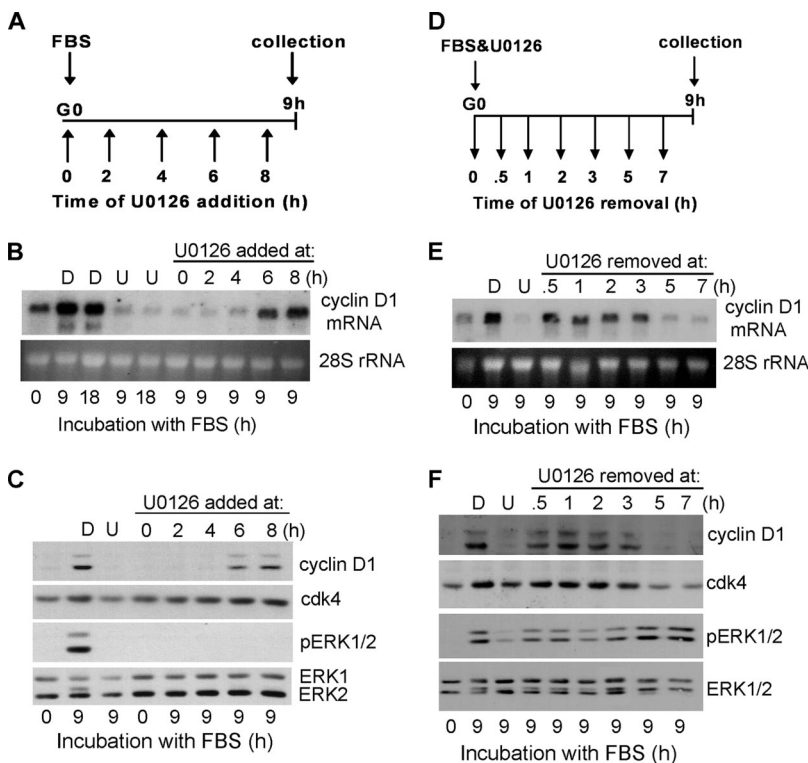 A
FBS
collection
G0
9h
0 2 4 6 8
Time of U0126 addition (h)
B
U0126 added at:
D D U U 0 2 4 6 8 (h)
cyclin D1
mRNA
28S rRNA
0 9 18 9 18 9 9 9 9 9
Incubation with FBS (h)
C
U0126 added at:
D U 0 2 4 6 8 (h)
cyclin D1
cdk4
pERK1/2
ERK1
ERK2
0 9 9 0 9 9 9 9
Incubation with FBS (h)
D
FBS&U0126
collection
G0
9h
0 .5 1 2 3 5 7
Time of U0126 removal (h)
E
U0126 removed at:
D U .5 1 2 3 5 7 (h)
cyclin D1
mRNA
28S rRNA
0 9 9 9 9 9 9 9 9
Incubation with FBS (h)
F
U0126 removed at:
D U .5 1 2 3 5 7 (h)
cyclin D1
cdk4
pERK1/2
ERK1/2
0 9 9 9 9 9 9 9 9
Incubation with FBS (h)